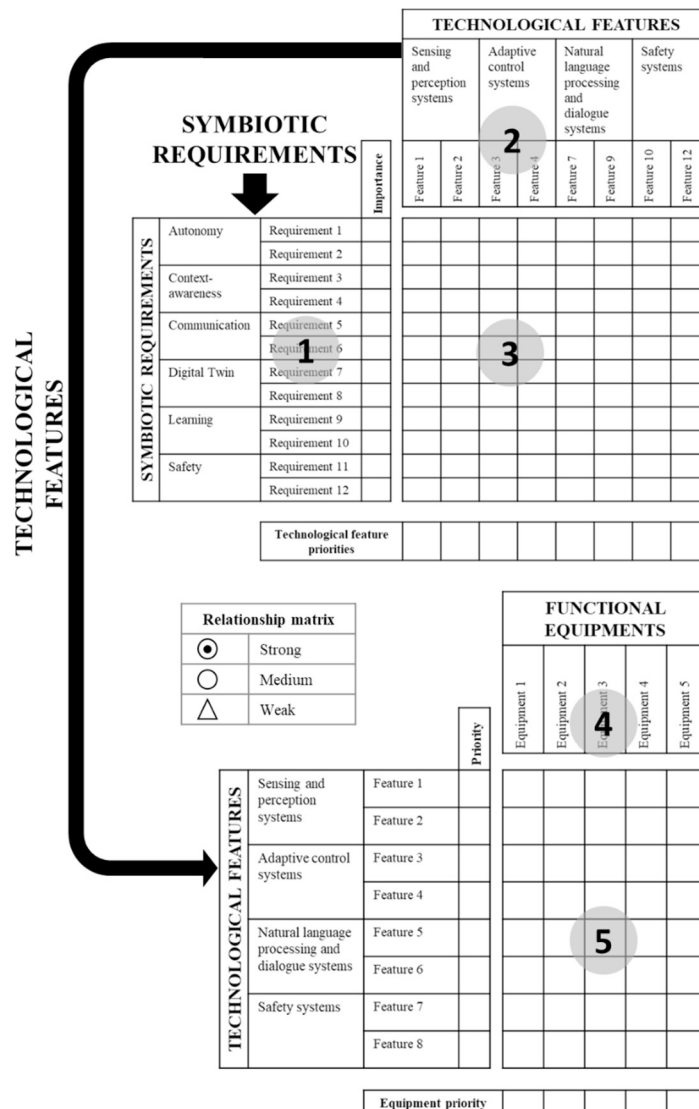 TECHNOLOGICAL FEATURES
Sensing and perception systems
Adaptive control systems
Natural language processing and dialogue systems
Safety systems
2
SYMBIOTIC
REQUIREMENTS
Importance
Feature 1
Feature 2
Feature 3
Feature 4
Feature 7
Feature 9
Feature 10
Feature 12
SYMBIOTIC REQUIREMENTS
Autonomy
Requirement 1
Requirement 2
Context-awareness
Requirement 3
Requirement 4
Communication
Requirement 5
Requirement 6
1
3
Digital Twin
Requirement 7
Requirement 8
Learning
Requirement 9
Requirement 10
Safety
Requirement 11
Requirement 12
Technological feature
priorities
TECHNOLOGICAL
FEATURES
Relationship matrix
Strong
Medium
Weak
FUNCTIONAL
EQUIPMENTS
Equipment 1
Equipment 2
Equipment 3
Equipment 4
Equipment 5
4
Priority
TECHNOLOGICAL FEATURES
Sensing and
perception
systems
Feature 1
Feature 2
Adaptive control
systems
Feature 3
Feature 4
Natural language
processing and
dialogue systems
Feature 5
Feature 6
5
Safety systems
Feature 7
Feature 8
Equipment priority